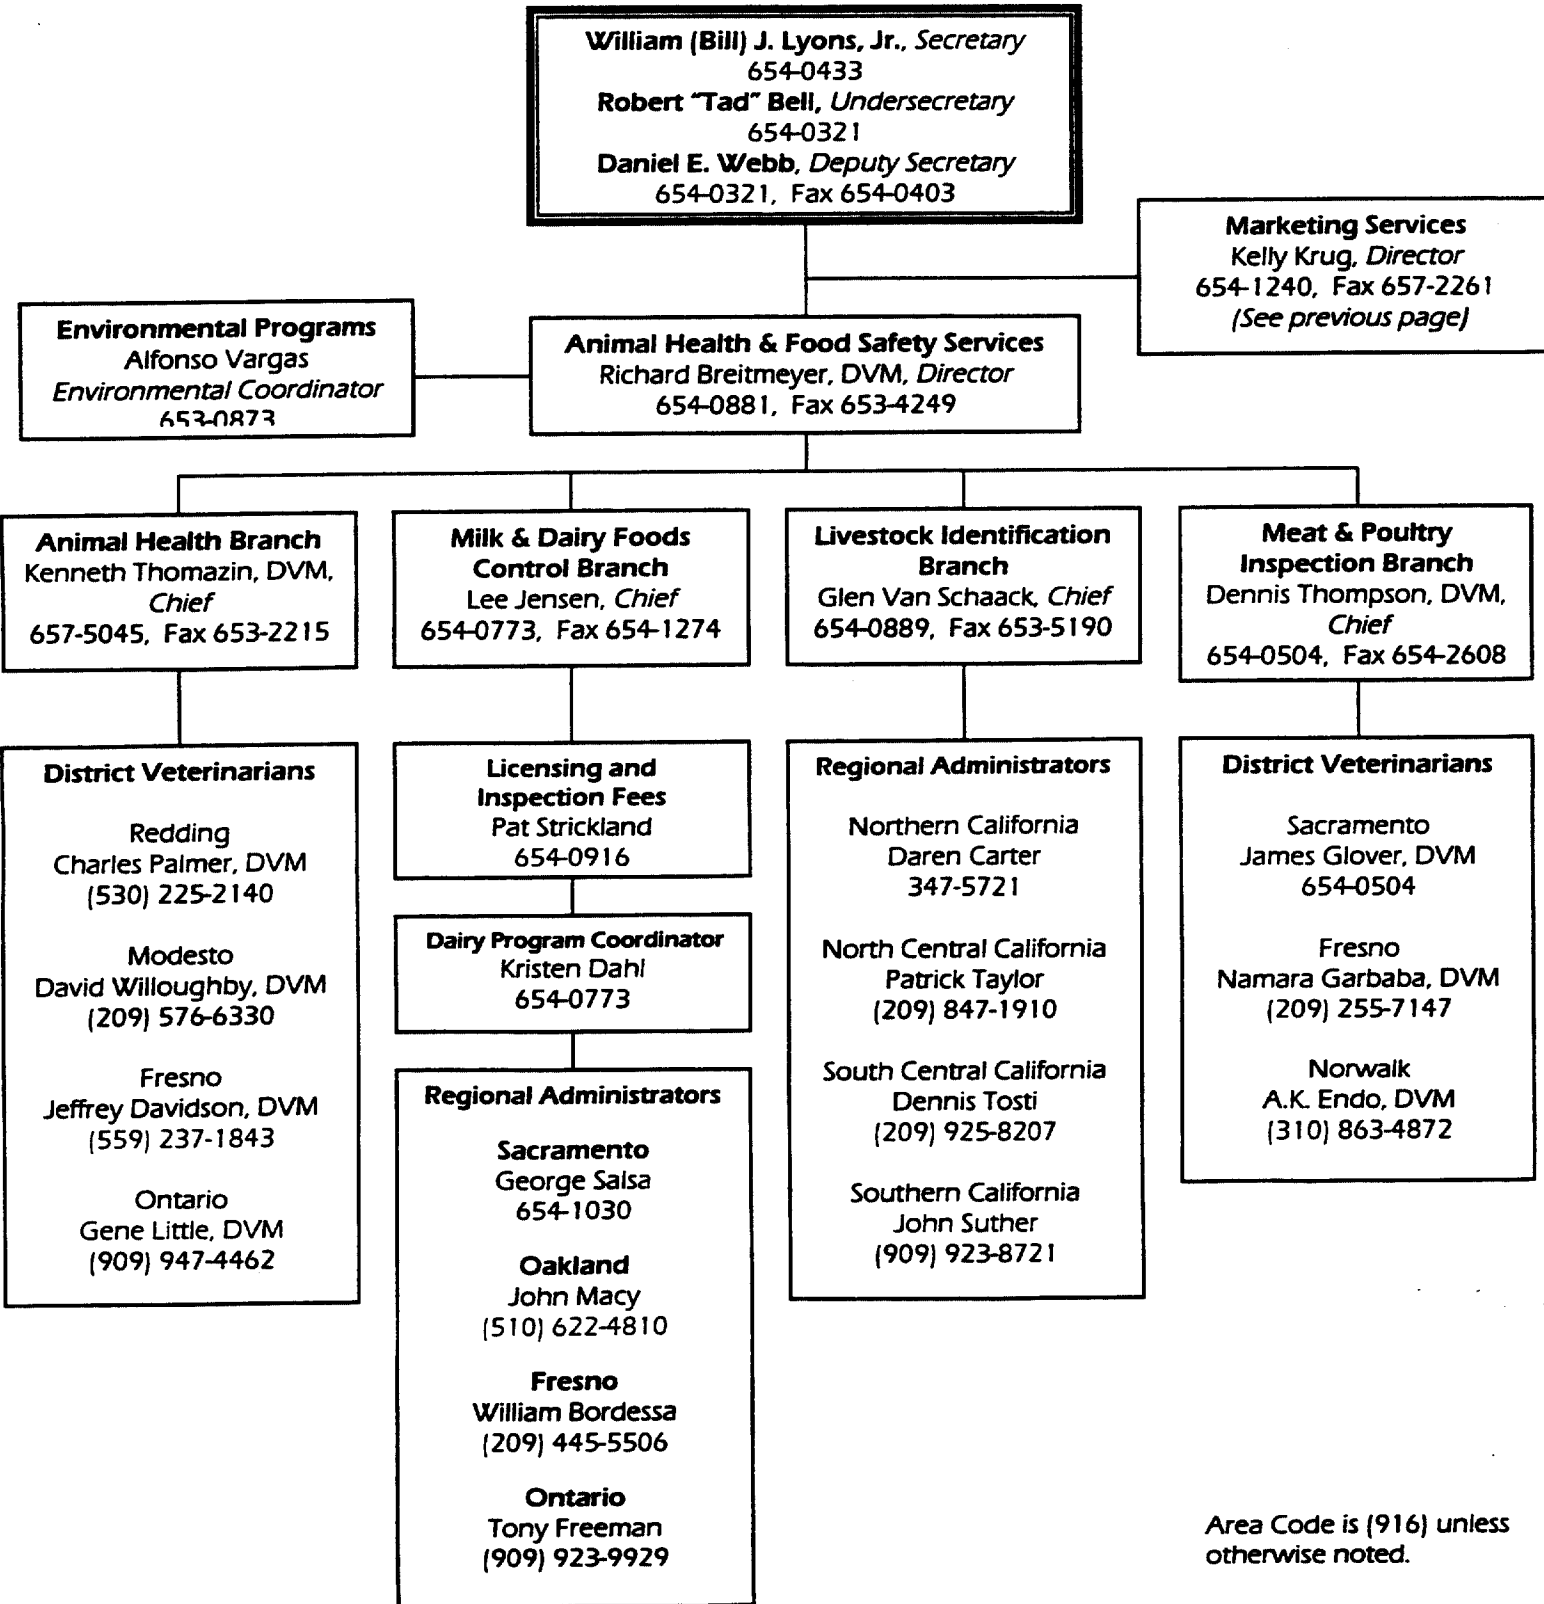 William (Bill) J. Lyons, Jr., Secretary
654-0433
Robert "Tad" Bell, Undersecretary
654-0321
Daniel E. Webb, Deputy Secretary
654-0321, Fax 654-0403
Marketing Services
Kelly Krug, Director
654-1240, Fax 657-2261
(See previous page)
Environmental Programs
Alfonso Vargas
Environmental Coordinator
653-0873
Animal Health & Food Safety Services
Richard Breitmeyer, DVM, Director
654-0881, Fax 653-4249
Animal Health Branch
Kenneth Thomazin, DVM,
Chief
657-5045, Fax 653-2215
Milk & Dairy Foods
Control Branch
Lee Jensen, Chief
654-0773, Fax 654-1274
Livestock Identification
Branch
Glen Van Schaack, Chief
654-0889, Fax 653-5190
Meat & Poultry
Inspection Branch
Dennis Thompson, DVM,
Chief
654-0504, Fax 654-2608
District Veterinarians
Redding
Charles Palmer, DVM
(530) 225-2140
Modesto
David Willoughby, DVM
(209) 576-6330
Fresno
Jeffrey Davidson, DVM
(559) 237-1843
Ontario
Gene Little, DVM
(909) 947-4462
Licensing and
Inspection Fees
Pat Strickland
654-0916
Dairy Program Coordinator
Kristen Dahl
654-0773
Regional Administrators
Sacramento
George Salsa
654-1030
Oakland
John Macy
(510) 622-4810
Fresno
William Bordessa
(209) 445-5506
Ontario
Tony Freeman
(909) 923-9929
Regional Administrators
Northern California
Daren Carter
347-5721
North Central California
Patrick Taylor
(209) 847-1910
South Central California
Dennis Tosti
(209) 925-8207
Southern California
John Suther
(909) 923-8721
District Veterinarians
Sacramento
James Glover, DVM
654-0504
Fresno
Namara Garbaba, DVM
(209) 255-7147
Norwalk
A.K. Endo, DVM
(310) 863-4872
Area Code is (916) unless
otherwise noted.